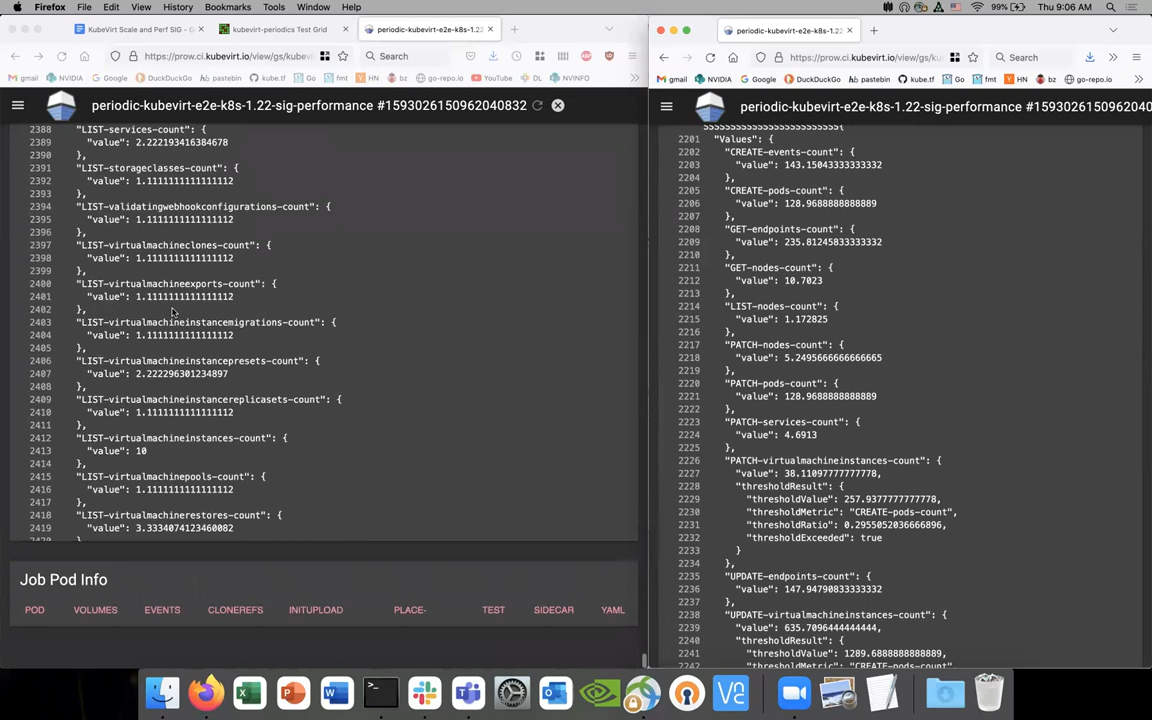 Firefox File Edit View History Bookmarks Tools Window Help 99% Thu 9:06 AM
KubeVirt Scale and Perf SIG -
kubevirt-periodics Test Grid
periodic-kubevirt-e2e-k8s-1.22
https://prow.ci.kubevirt.io/view/gs/kubev
Search
gmail NVIDIA Google DuckDuckGo pastebin kube.tf Go fmt HN bz go-repo.io YouTube DL NVINFO
periodic-kubevirt-e2e-k8s-1.22-sig-performance #1593026150962040832
2388 "LIST-services-count": {
2389 "value": 2.222193416384678
2390 },
2391 "LIST-storageclasses-count": {
2392 "value": 1.1111111111111112
2393 },
2394 "LIST-validatingwebhookconfigurations-count": {
2395 "value": 1.1111111111111112
2396 },
2397 "LIST-virtualmachineclones-count": {
2398 "value": 1.1111111111111112
2399 },
2400 "LIST-virtualmachineexports-count": {
2401 "value": 1.1111111111111112
2402 },
2403 "LIST-virtualmachineinstancemigrations-count": {
2404 "value": 1.1111111111111112
2405 },
2406 "LIST-virtualmachineinstancepresets-count": {
2407 "value": 2.222296301234897
2408 },
2409 "LIST-virtualmachineinstancereplicasets-count": {
2410 "value": 1.1111111111111112
2411 },
2412 "LIST-virtualmachineinstances-count": {
2413 "value": 10
2414 },
2415 "LIST-virtualmachinepools-count": {
2416 "value": 1.1111111111111112
2417 },
2418 "LIST-virtualmachinerestores-count": {
2419 "value": 3.3334074123460082
Job Pod Info
POD VOLUMES EVENTS CLONEREFS INITUPLOAD PLACE- TEST SIDECAR YAML
periodic-kubevirt-e2e-k8s-1.22
https://prow.ci.kubevirt.io/view/gs/ku
Search
gmail NVIDIA Google DuckDuckGo pastebin kube.tf Go fmt HN bz go-repo.io
periodic-kubevirt-e2e-k8s-1.22-sig-performance #1593026150962040
2201 "Values": {
2202 "CREATE-events-count": {
2203 "value": 143.15043333333332
2204 },
2205 "CREATE-pods-count": {
2206 "value": 128.9688888888889
2207 },
2208 "GET-endpoints-count": {
2209 "value": 235.81245833333332
2210 },
2211 "GET-nodes-count": {
2212 "value": 10.7023
2213 },
2214 "LIST-nodes-count": {
2215 "value": 1.172825
2216 },
2217 "PATCH-nodes-count": {
2218 "value": 5.2495666666666665
2219 },
2220 "PATCH-pods-count": {
2221 "value": 128.9688888888889
2222 },
2223 "PATCH-services-count": {
2224 "value": 4.6913
2225 },
2226 "PATCH-virtualmachineinstances-count": {
2227 "value": 38.11097777777778,
2228 "thresholdResult": {
2229 "thresholdValue": 257.9377777777778,
2230 "thresholdMetric": "CREATE-pods-count",
2231 "thresholdRatio": 0.2955052036666896,
2232 "thresholdExceeded": true
2233 }
2234 },
2235 "UPDATE-endpoints-count": {
2236 "value": 147.94790833333332
2237 },
2238 "UPDATE-virtualmachineinstances-count": {
2239 "value": 635.7096444444444,
2240 "thresholdResult": {
2241 "thresholdValue": 1289.6888888888889,
2242 "thresholdMetric": "CREATE-pods-count",